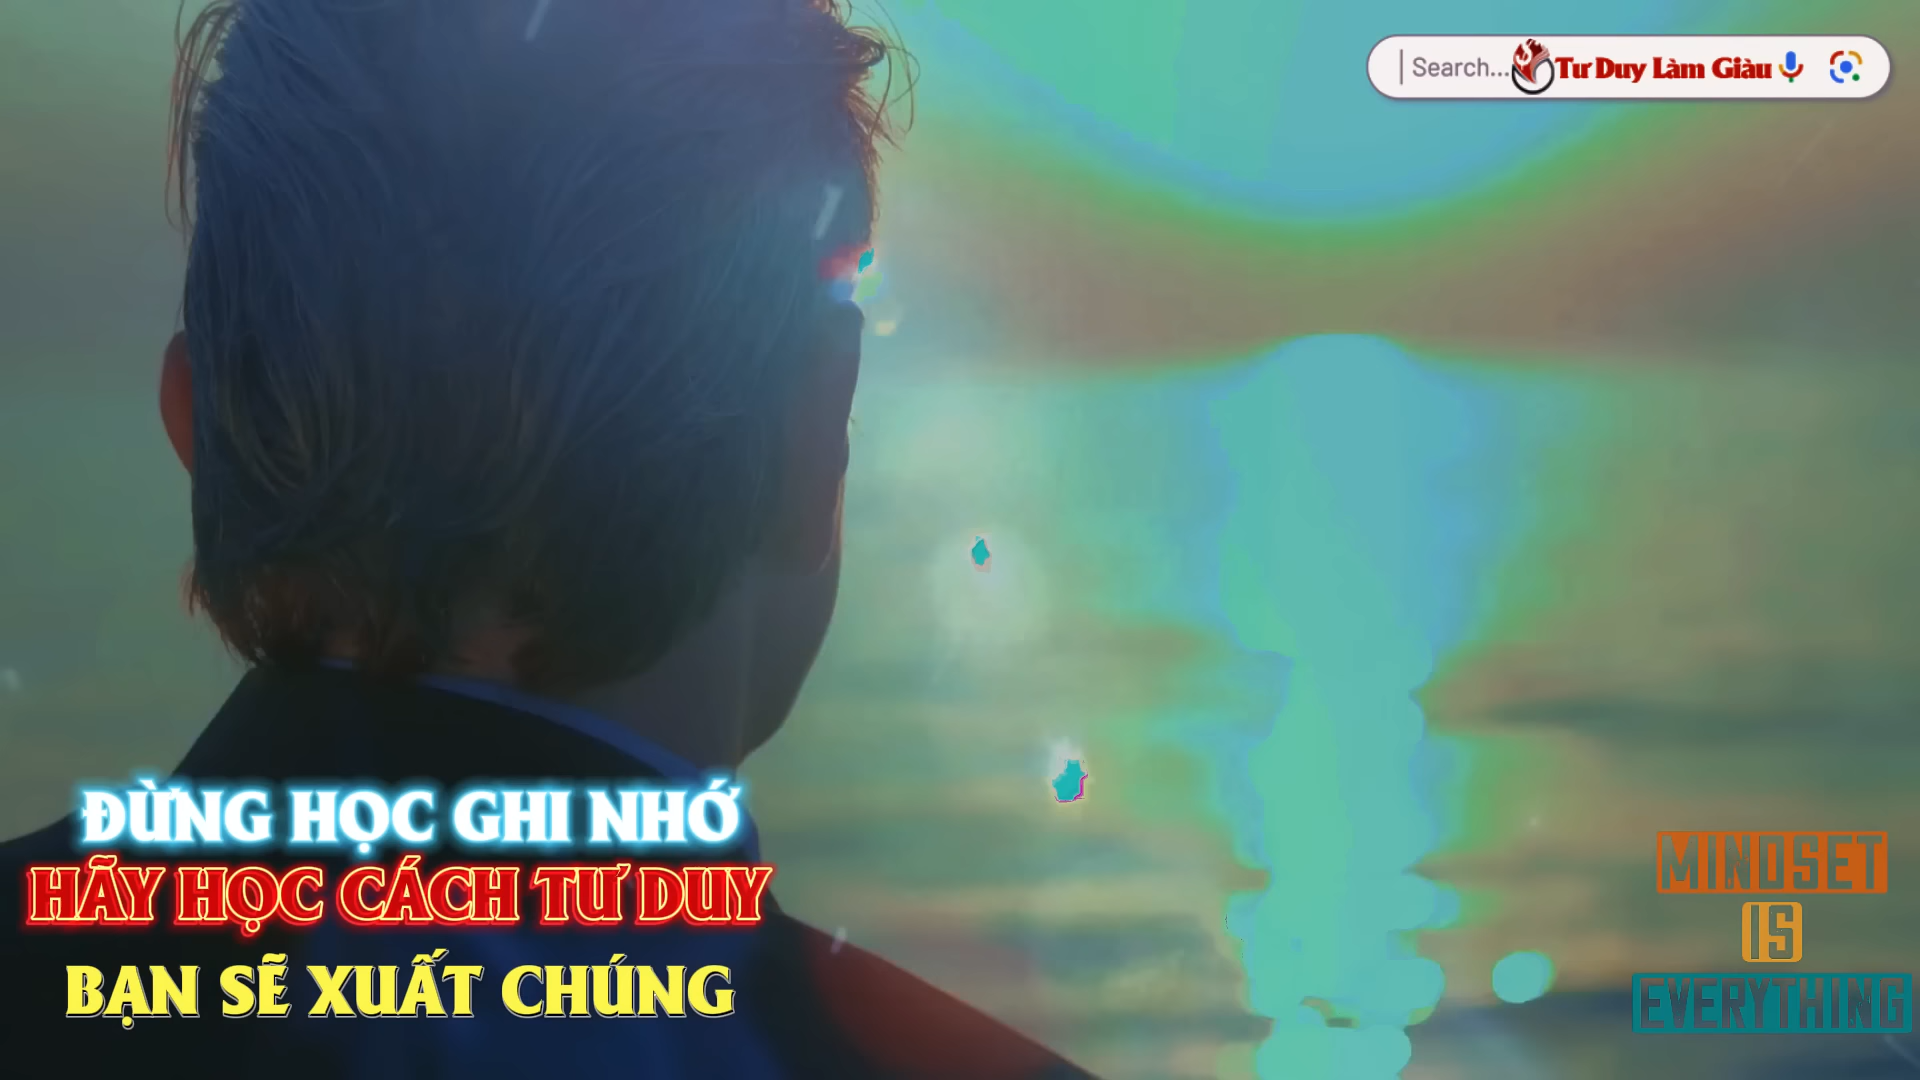 Search... Tư Duy Làm Giàu
ĐỪNG HỌC GHI NHỚ
HÃY HỌC CÁCH TƯ DUY
BẠN SẼ XUẤT CHÚNG
MINDSET
IS
EVERYTHING